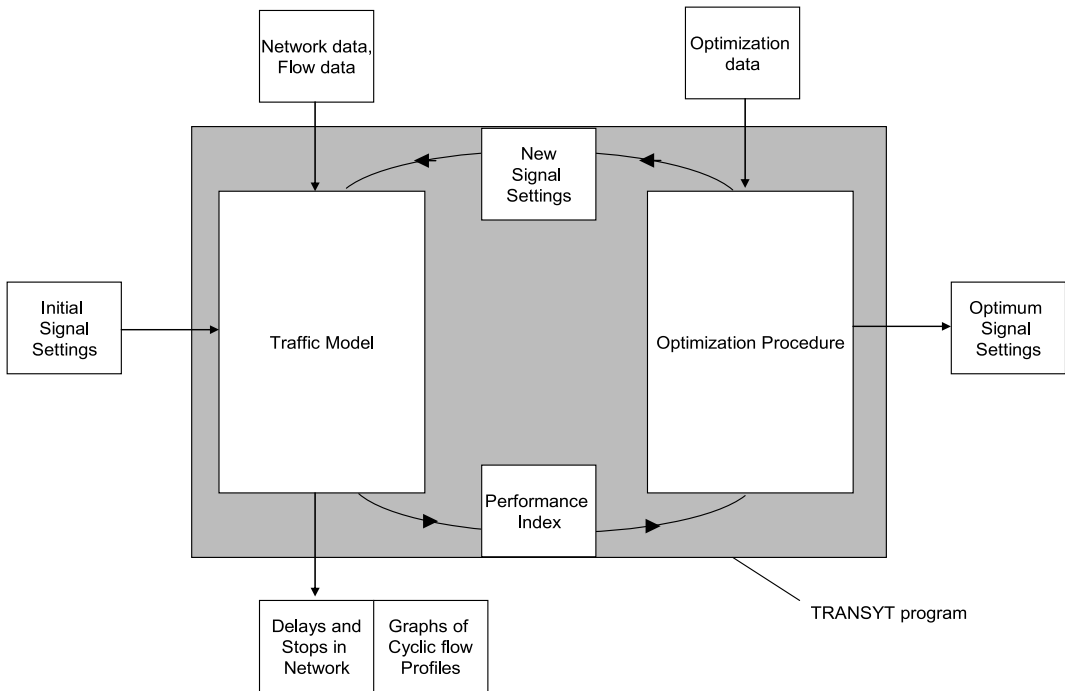 Network data,
Flow data
Optimization
data
New
Signal
Settings
Initial
Signal
Settings
Traffic Model
Optimization Procedure
Optimum
Signal
Settings
Performance
Index
TRANSYT program
Delays and
Stops in
Network
Graphs of
Cyclic flow
Profiles